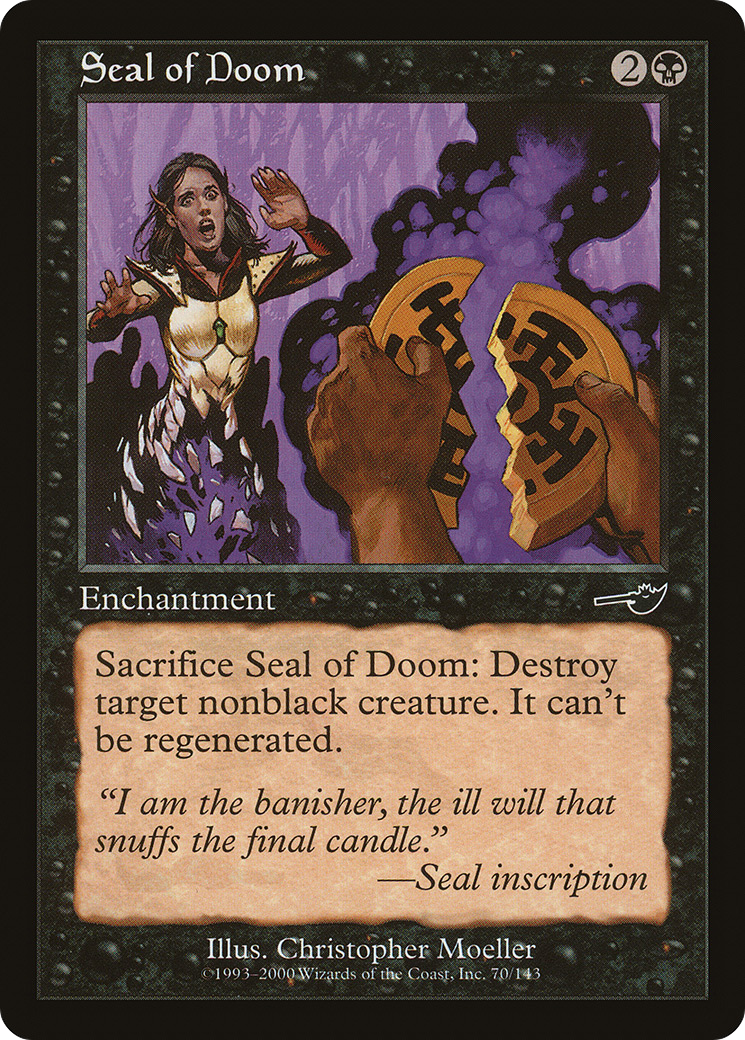 Seal of Doom 2
Enchantment
Sacrifice Seal of Doom: Destroy
target nonblack creature. It can't
be regenerated.
“I am the banisher, the ill will that
snuffs the final candle.”
—Seal inscription
Illus. Christopher Moeller
©1993–2000 Wizards of the Coast, Inc. 70/143